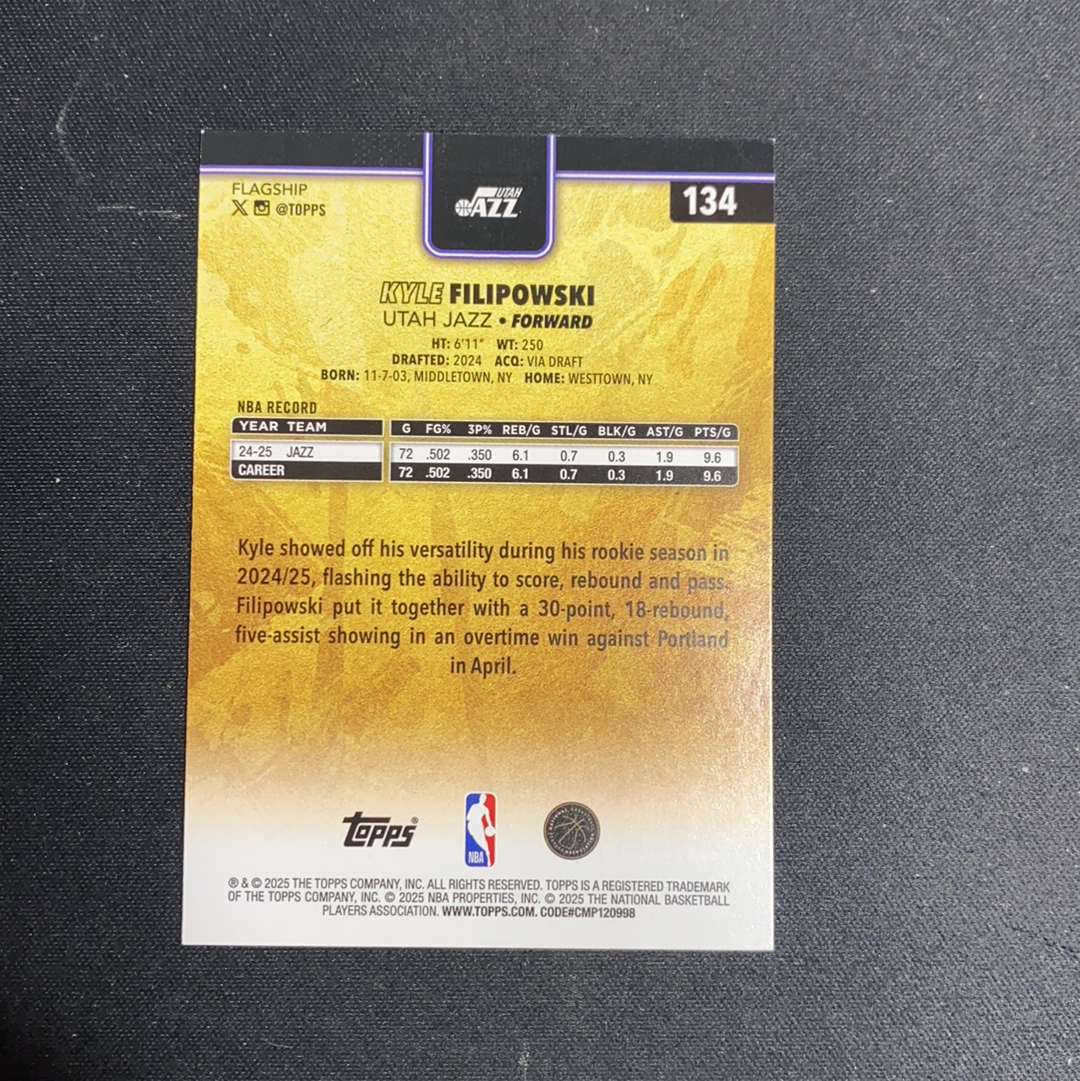 UTAH
JAZZ
FLAGSHIP
@TOPPS
134
KYLE FILIPOWSKI
UTAH JAZZ • FORWARD
HT: 6'11" WT: 250
DRAFTED: 2024 ACQ: VIA DRAFT
BORN: 11-7-03, MIDDLETOWN, NY HOME: WESTTOWN, NY
NBA RECORD
YEAR TEAM G FG% 3P% REB/G STL/G BLK/G AST/G PTS/G
24-25 JAZZ 72 .502 .350 6.1 0.7 0.3 1.9 9.6
CAREER 72 .502 .350 6.1 0.7 0.3 1.9 9.6
Kyle showed off his versatility during his rookie season in
2024/25, flashing the ability to score, rebound and pass.
Filipowski put it together with a 30-point, 18-rebound,
five-assist showing in an overtime win against Portland
in April.
Topps®
NBA
® & © 2025 THE TOPPS COMPANY, INC. ALL RIGHTS RESERVED. TOPPS IS A REGISTERED TRADEMARK
OF THE TOPPS COMPANY, INC. © 2025 NBA PROPERTIES, INC. © 2025 THE NATIONAL BASKETBALL
PLAYERS ASSOCIATION. WWW.TOPPS.COM. CODE#CMP120998